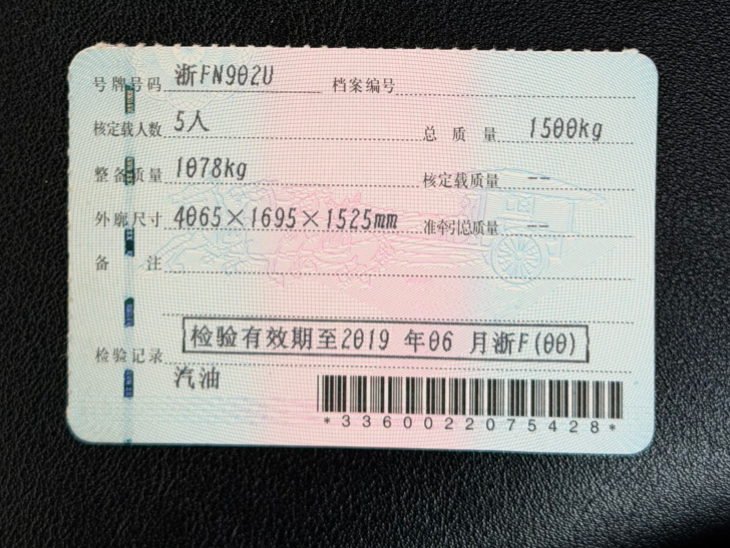 号牌号码 浙FN902U 档案编号
核定载人数 5人 总质量 1500kg
整备质量 1078kg 核定载质量 --
外廓尺寸 4065×1695×1525mm 准牵引总质量 --
备注
检验记录 检验有效期至2019 年06 月浙F(00)
汽油
*3360022075428*